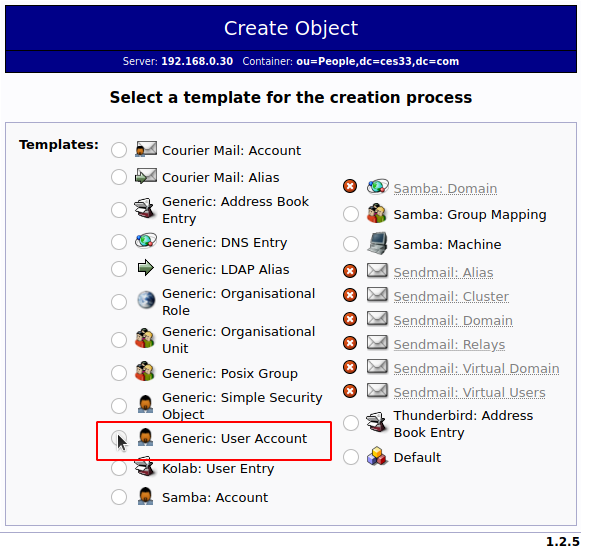 Create Object
Server: 192.168.0.30 Container: ou=People,dc=ces33,dc=com
Select a template for the creation process
Templates:
Courier Mail: Account
Courier Mail: Alias
Generic: Address Book
Entry
Generic: DNS Entry
Generic: LDAP Alias
Generic: Organisational
Role
Generic: Organisational
Unit
Generic: Posix Group
Generic: Simple Security
Object
Generic: User Account
Kolab: User Entry
Samba: Account
Samba: Domain
Samba: Group Mapping
Samba: Machine
Sendmail: Alias
Sendmail: Cluster
Sendmail: Domain
Sendmail: Relays
Sendmail: Virtual Domain
Sendmail: Virtual Users
Thunderbird: Address
Book Entry
Default
1.2.5